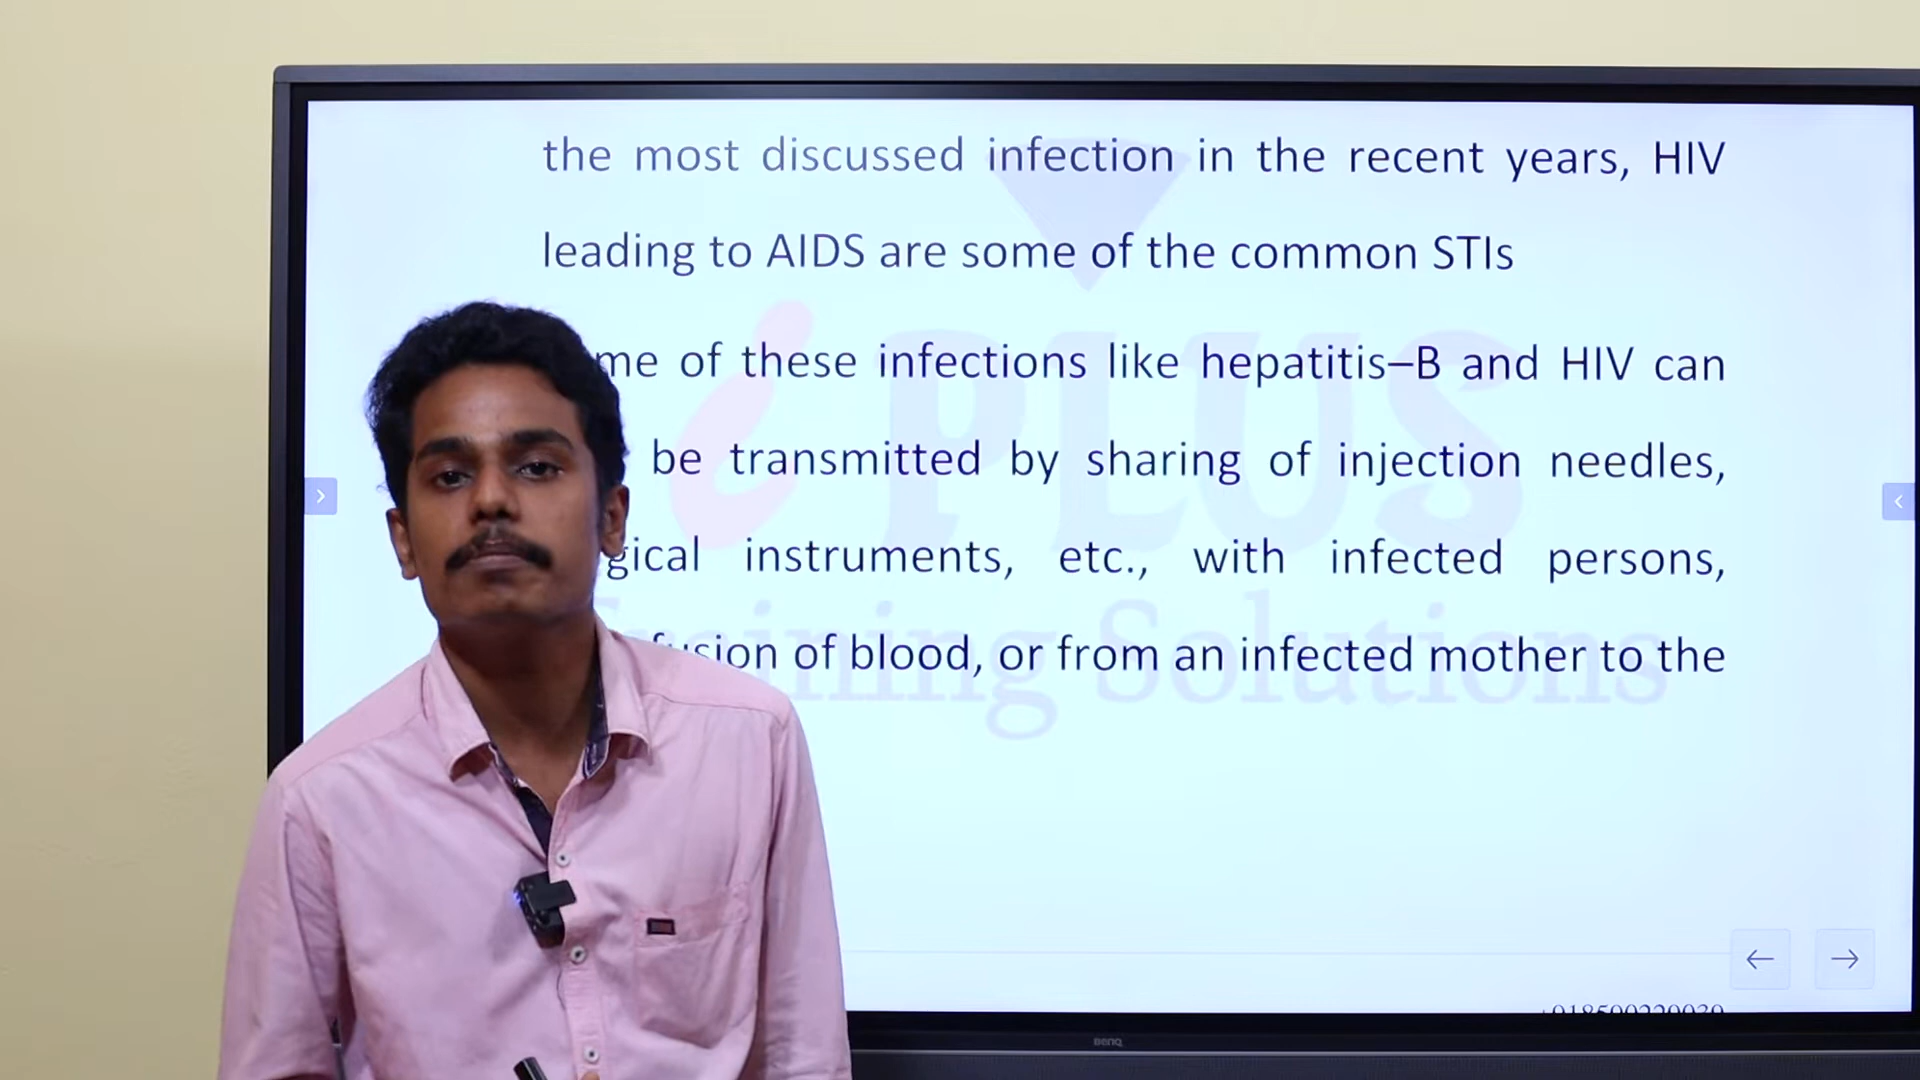 the most discussed infection in the recent years, HIV
leading to AIDS are some of the common STIs
me of these infections like hepatitis–B and HIV can
be transmitted by sharing of injection needles,
gical instruments, etc., with infected persons,
fusion of blood, or from an infected mother to the
i PLUS
Training Solutions
BenQ